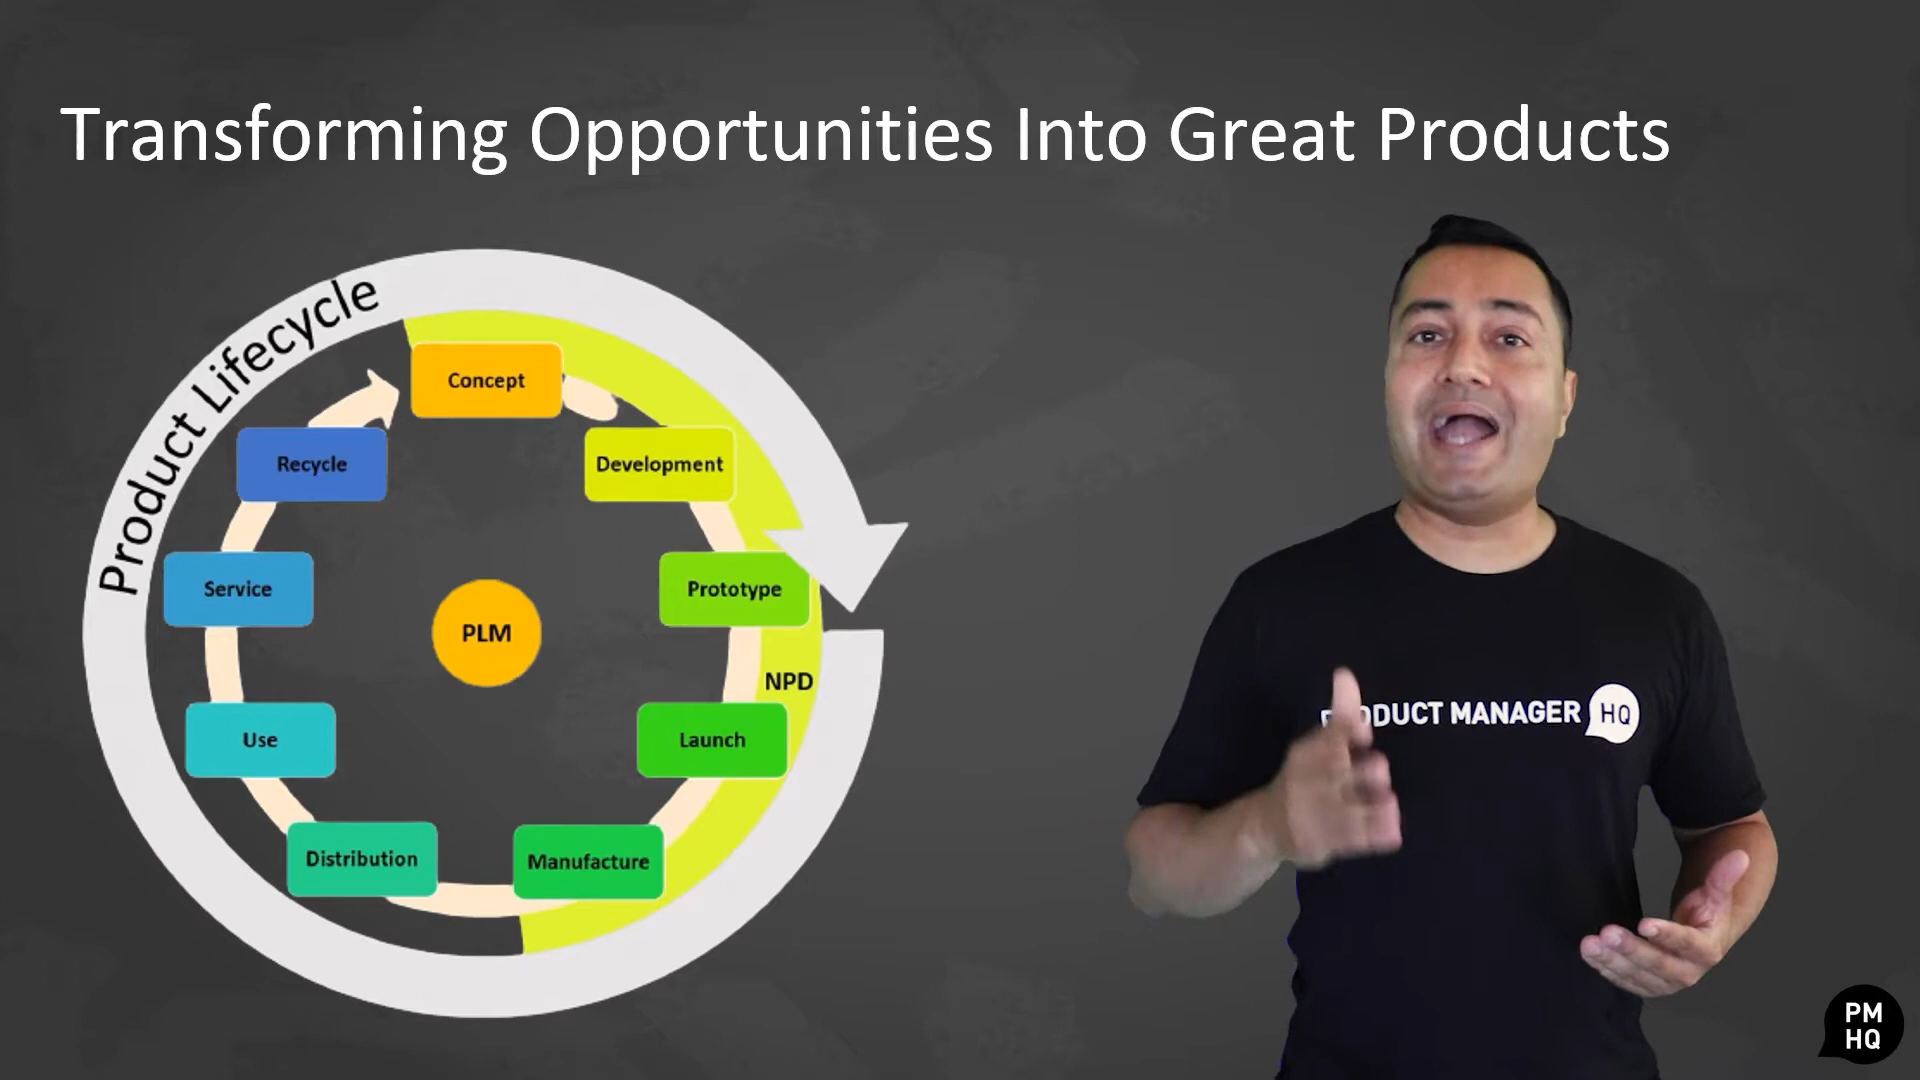 Transforming Opportunities Into Great Products
Product Lifecycle
Concept
Development
Prototype
NPD
Launch
Manufacture
Distribution
Use
Service
Recycle
PLM
PRODUCT MANAGER HQ
PM
HQ